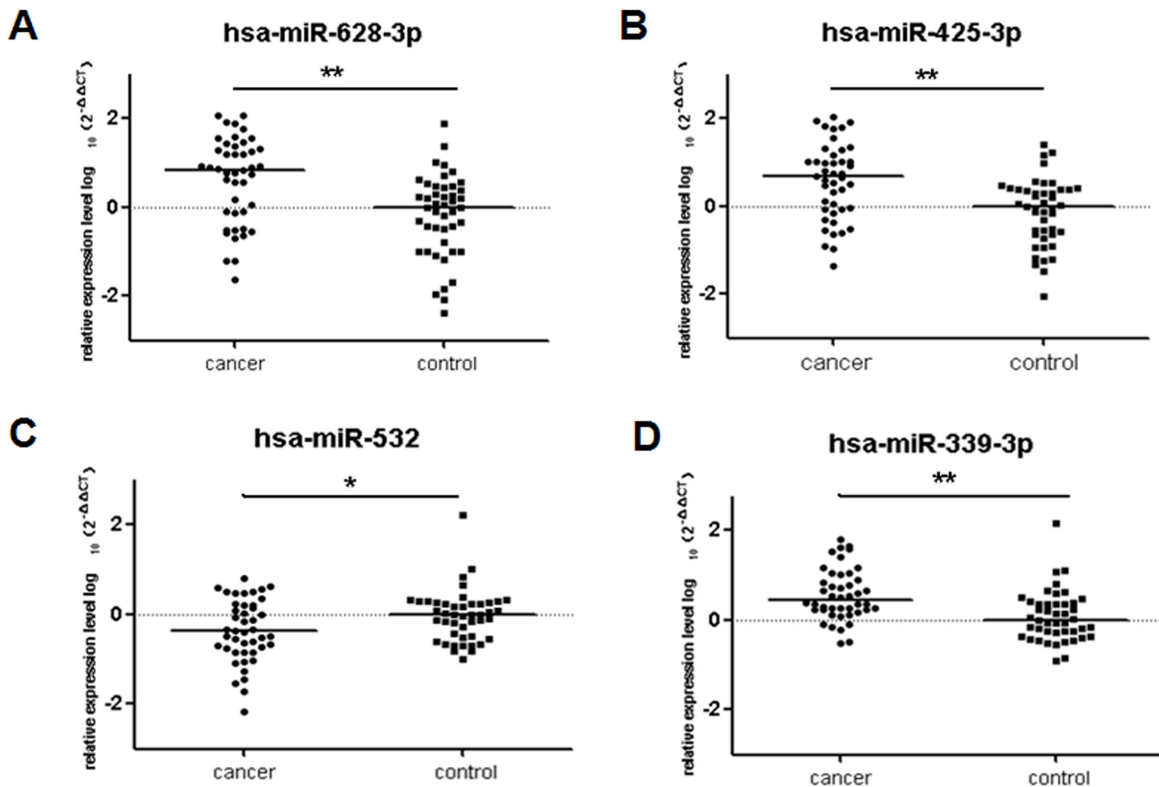 A
hsa-miR-628-3p
**
relative expression level log 10 (2-ΔΔCT)
2
0
-2
cancer control
B
hsa-miR-425-3p
**
relative expression level log 10 (2-ΔΔCT)
2
0
-2
cancer control
C
hsa-miR-532
*
relative expression level log 10 (2-ΔΔCT)
2
0
-2
cancer control
D
hsa-miR-339-3p
**
relative expression level log 10 (2-ΔΔCT)
2
0
-2
cancer control